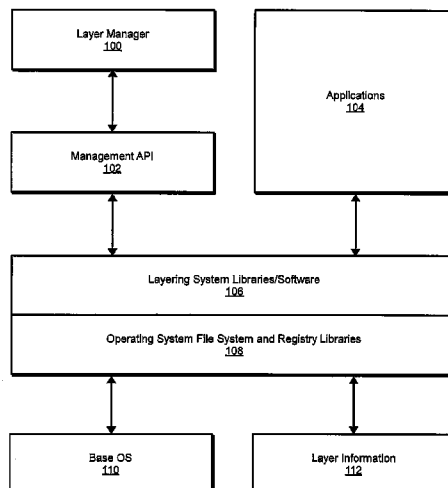 Layer Manager
100
Applications
104
Management API
102
Layering System Libraries/Software
106
Operating System File System and Registry Libraries
108
Base OS
110
Layer Information
112